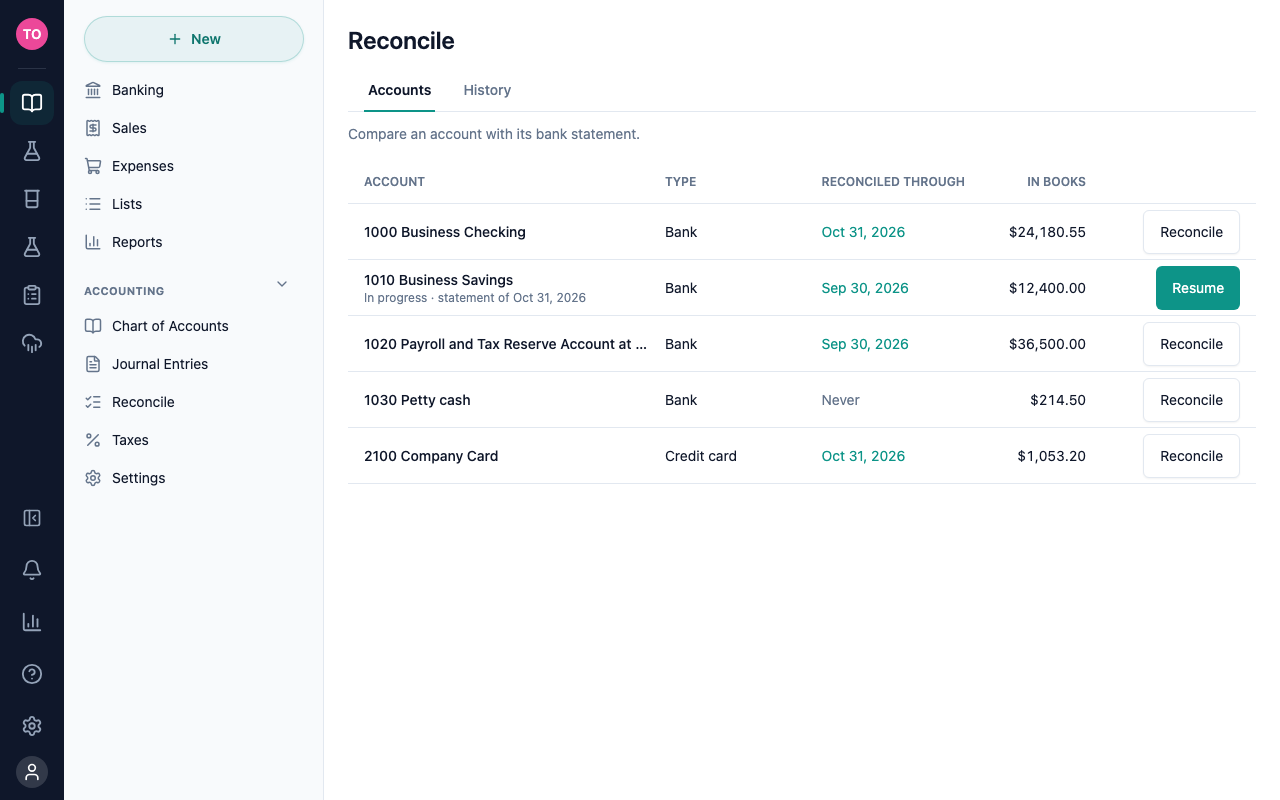 TO
New
Banking
Sales
Expenses
Lists
Reports
ACCOUNTING
Chart of Accounts
Journal Entries
Reconcile
Taxes
Settings
Reconcile
Accounts History
Compare an account with its bank statement.
ACCOUNT TYPE RECONCILED THROUGH IN BOOKS
1000 Business Checking Bank Oct 31, 2026 $24,180.55 Reconcile
1010 Business Savings Bank Sep 30, 2026 $12,400.00 Resume
In progress · statement of Oct 31, 2026
1020 Payroll and Tax Reserve Account at ... Bank Sep 30, 2026 $36,500.00 Reconcile
1030 Petty cash Bank Never $214.50 Reconcile
2100 Company Card Credit card Oct 31, 2026 $1,053.20 Reconcile